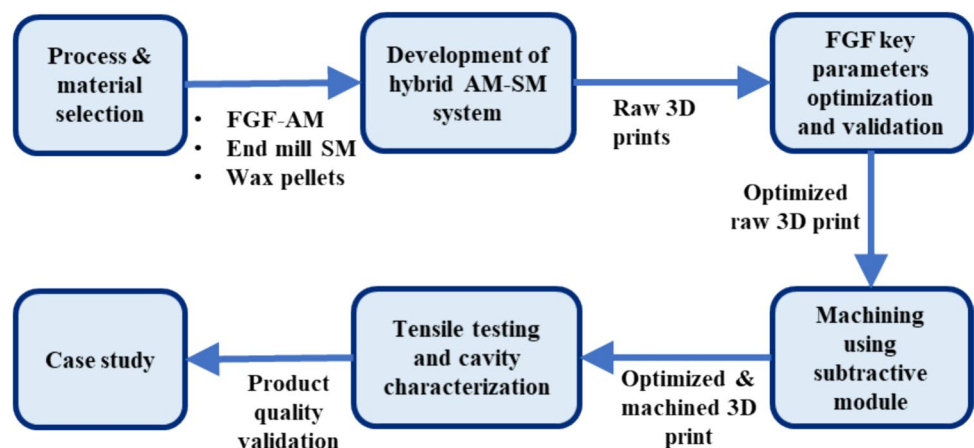 Process &
material
selection
• FGF-AM
• End mill SM
• Wax pellets
Development of
hybrid AM-SM
system
Raw 3D
prints
FGF key
parameters
optimization
and validation
Optimized
raw 3D print
Machining
using
subtractive
module
Optimized &
machined 3D
print
Tensile testing
and cavity
characterization
Product
quality
validation
Case study